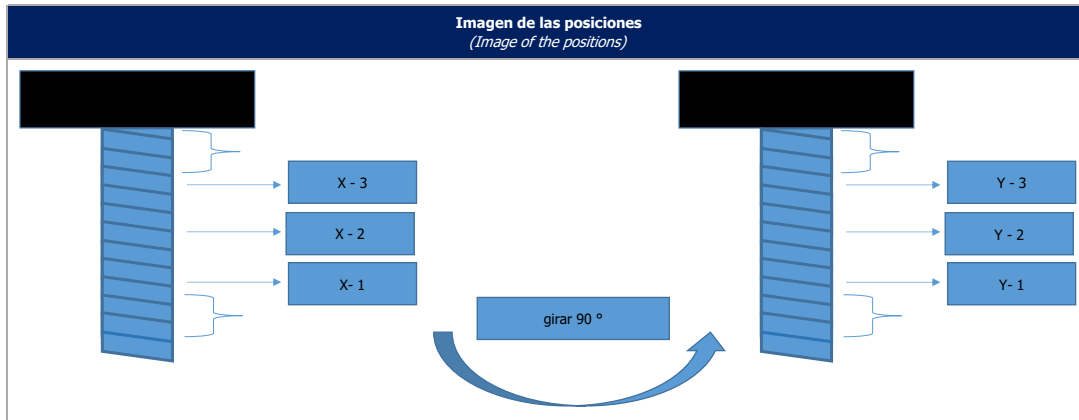 Imagen de las posiciones
(Image of the positions)
X - 3
X - 2
X- 1
girar 90 °
Y - 3
Y - 2
Y- 1